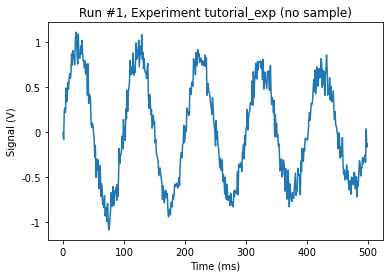 Run #1, Experiment tutorial_exp (no sample)
1
0.5
0
-0.5
-1
Signal (V)
0 100 200 300 400 500
Time (ms)